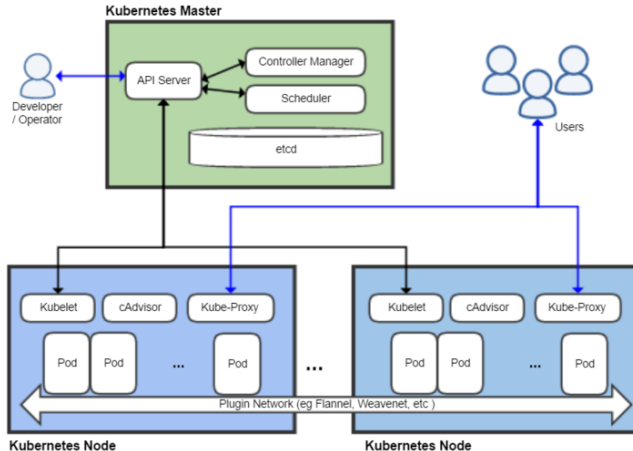 Kubernetes Master
API Server
Controller Manager
Scheduler
etcd
Developer
/ Operator
Users
Kubelet
cAdvisor
Kube-Proxy
Pod
Pod
...
Pod
Kubernetes Node
...
Kubelet
cAdvisor
Kube-Proxy
Pod
Pod
...
Pod
Plugin Network (eg Flannel, Weavenet, etc )
Kubernetes Node